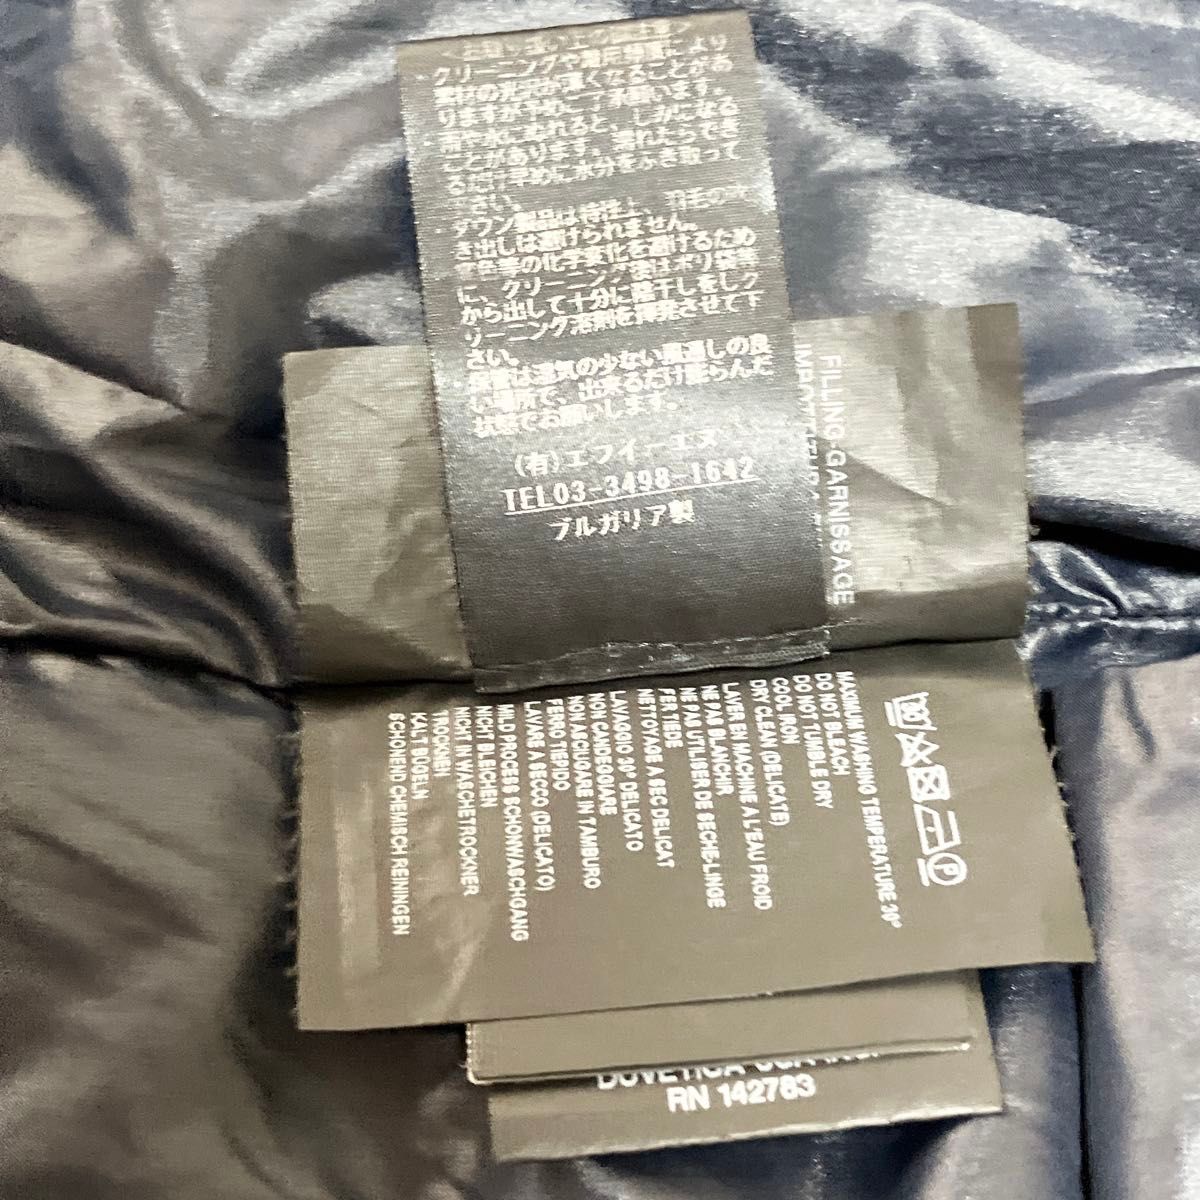 クリーニングや着用摩擦により
素材の光沢が薄くなることがあ
りますが予めご了承願います。
雨や水にぬれると、しみになる
ことがあります。濡れたらでき
るだけ早めに水分をふき取って
ださい。
・ダウン製品は特性上、羽毛の吹
き出しは避けられません。
変色等の化学変化を避けるため
に、クリーニング後はポリ袋等
から出して十分に陰干しをしク
リーニング溶剤を揮発させて下
さい。
・保管は湿気の少ない風通しの良
い場所で、出来るだけ膨らんだ
状態でお願いします。
(有)エフイーエヌ
TEL03-3498-1642
ブルガリア製
FILLING-GARNISSAGE
MAXIMUM WASHING TEMPERATURE 30°
DO NOT BLEACH
DO NOT TUMBLE DRY
COOL IRON
DRY CLEAN (DELICATE)
LAVER EN MACHINE A L'EAU FROID
NE PAS BLANCHIR
NE PAS UTILISER DE SECHE-LINGE
FER TIEDE
NETTOYAGE A SEC DELICAT
LAVAGGIO 30° DELICATO
NON CANDEGGIARE
NON ASCIUGARE IN TAMBURO
FERRO TIEPIDO
LAVARE A SECCO (DELICATO)
MILD PROCESS SCHONWASCHGANG
NICHT BLEICHEN
NICHT IN WASCHETROCKNER
TROCKNEN
KALT BÜGELN
SCHONEND CHEMISCH REININGEN
P
DUVETICA
RN 142783